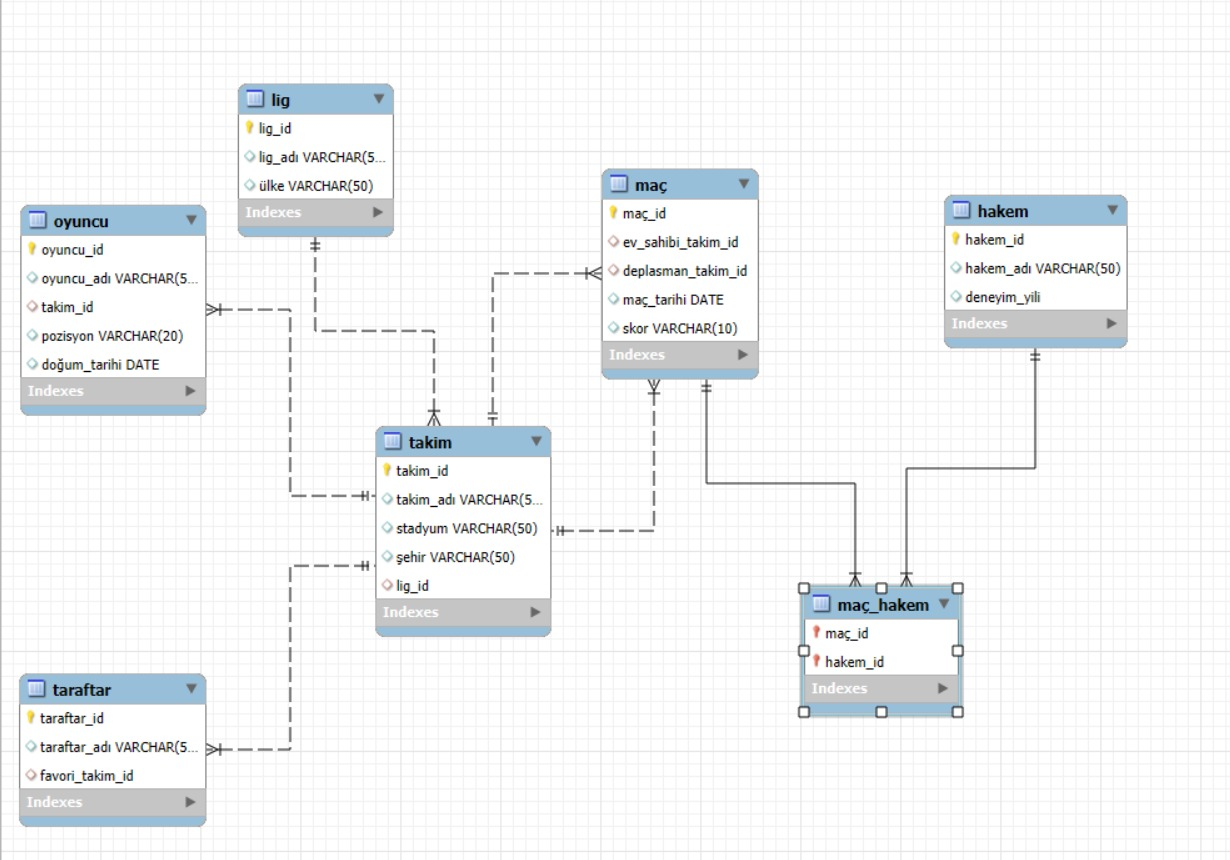 lig
lig_id
lig_adı VARCHAR(5...
ülke VARCHAR(50)
Indexes
oyuncu
oyuncu_id
oyuncu_adı VARCHAR(5...
takim_id
pozisyon VARCHAR(20)
doğum_tarihi DATE
Indexes
maç
maç_id
ev_sahibi_takim_id
deplasman_takim_id
maç_tarihi DATE
skor VARCHAR(10)
Indexes
hakem
hakem_id
hakem_adı VARCHAR(50)
deneyim_yili
Indexes
takim
takim_id
takim_adı VARCHAR(5...
stadyum VARCHAR(50)
şehir VARCHAR(50)
lig_id
Indexes
maç_hakem
maç_id
hakem_id
Indexes
taraftar
taraftar_id
taraftar_adı VARCHAR(5...
favori_takim_id
Indexes